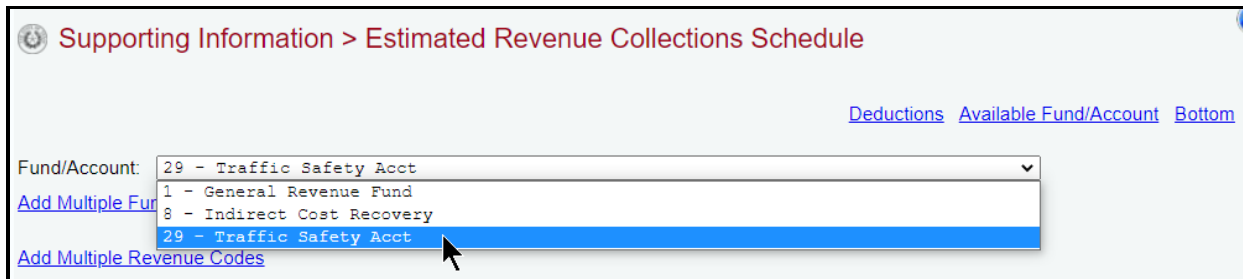 Supporting Information > Estimated Revenue Collections Schedule
Deductions Available Fund/Account Bottom
Fund/Account: 29 - Traffic Safety Acct
1 - General Revenue Fund
Add Multiple Fur
8 - Indirect Cost Recovery
29 - Traffic Safety Acct
Add Multiple Revenue Codes